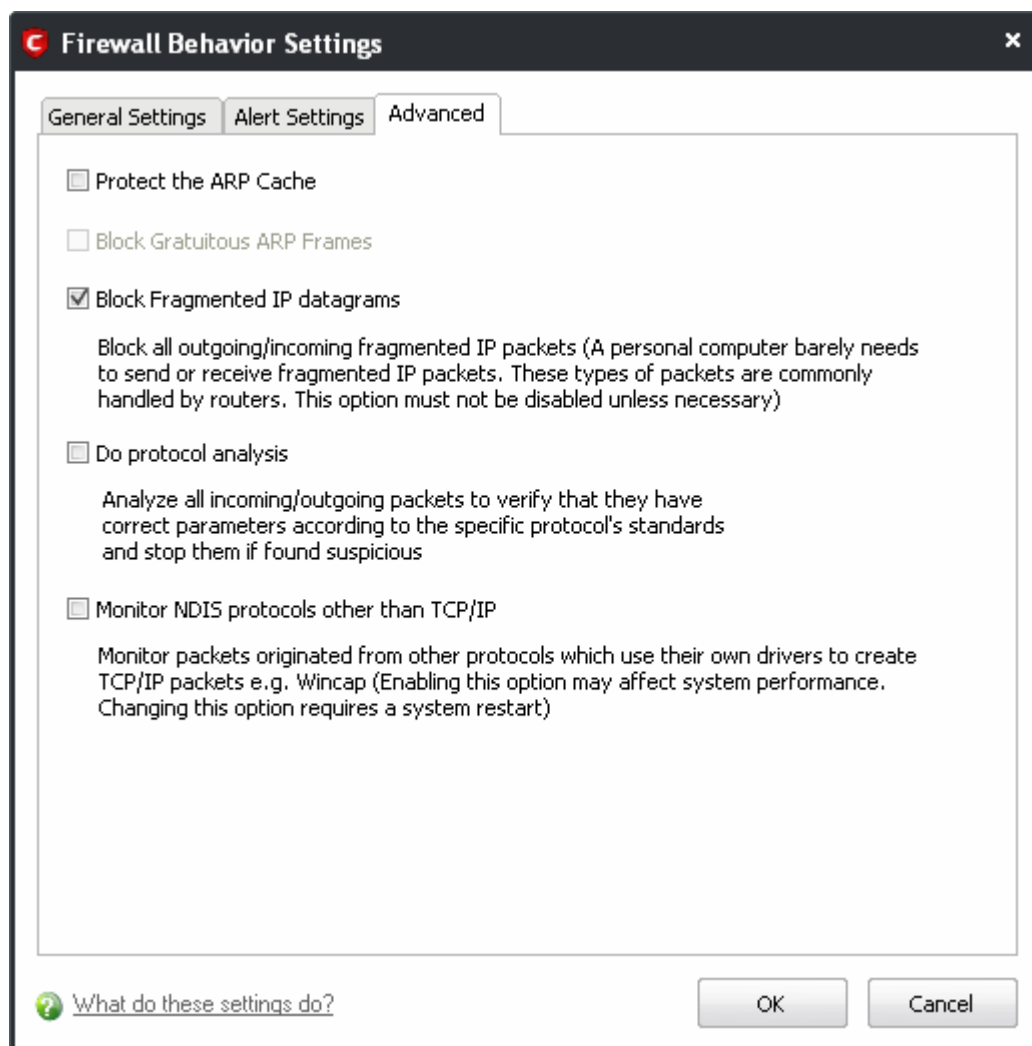 Firewall Behavior Settings
General Settings
Alert Settings
Advanced
Protect the ARP Cache
Block Gratuitous ARP Frames
Block Fragmented IP datagrams
Block all outgoing/incoming fragmented IP packets (A personal computer barely needs
to send or receive fragmented IP packets. These types of packets are commonly
handled by routers. This option must not be disabled unless necessary)
Do protocol analysis
Analyze all incoming/outgoing packets to verify that they have
correct parameters according to the specific protocol's standards
and stop them if found suspicious
Monitor NDIS protocols other than TCP/IP
Monitor packets originated from other protocols which use their own drivers to create
TCP/IP packets e.g. Wincap (Enabling this option may affect system performance.
Changing this option requires a system restart)
What do these settings do?
OK
Cancel